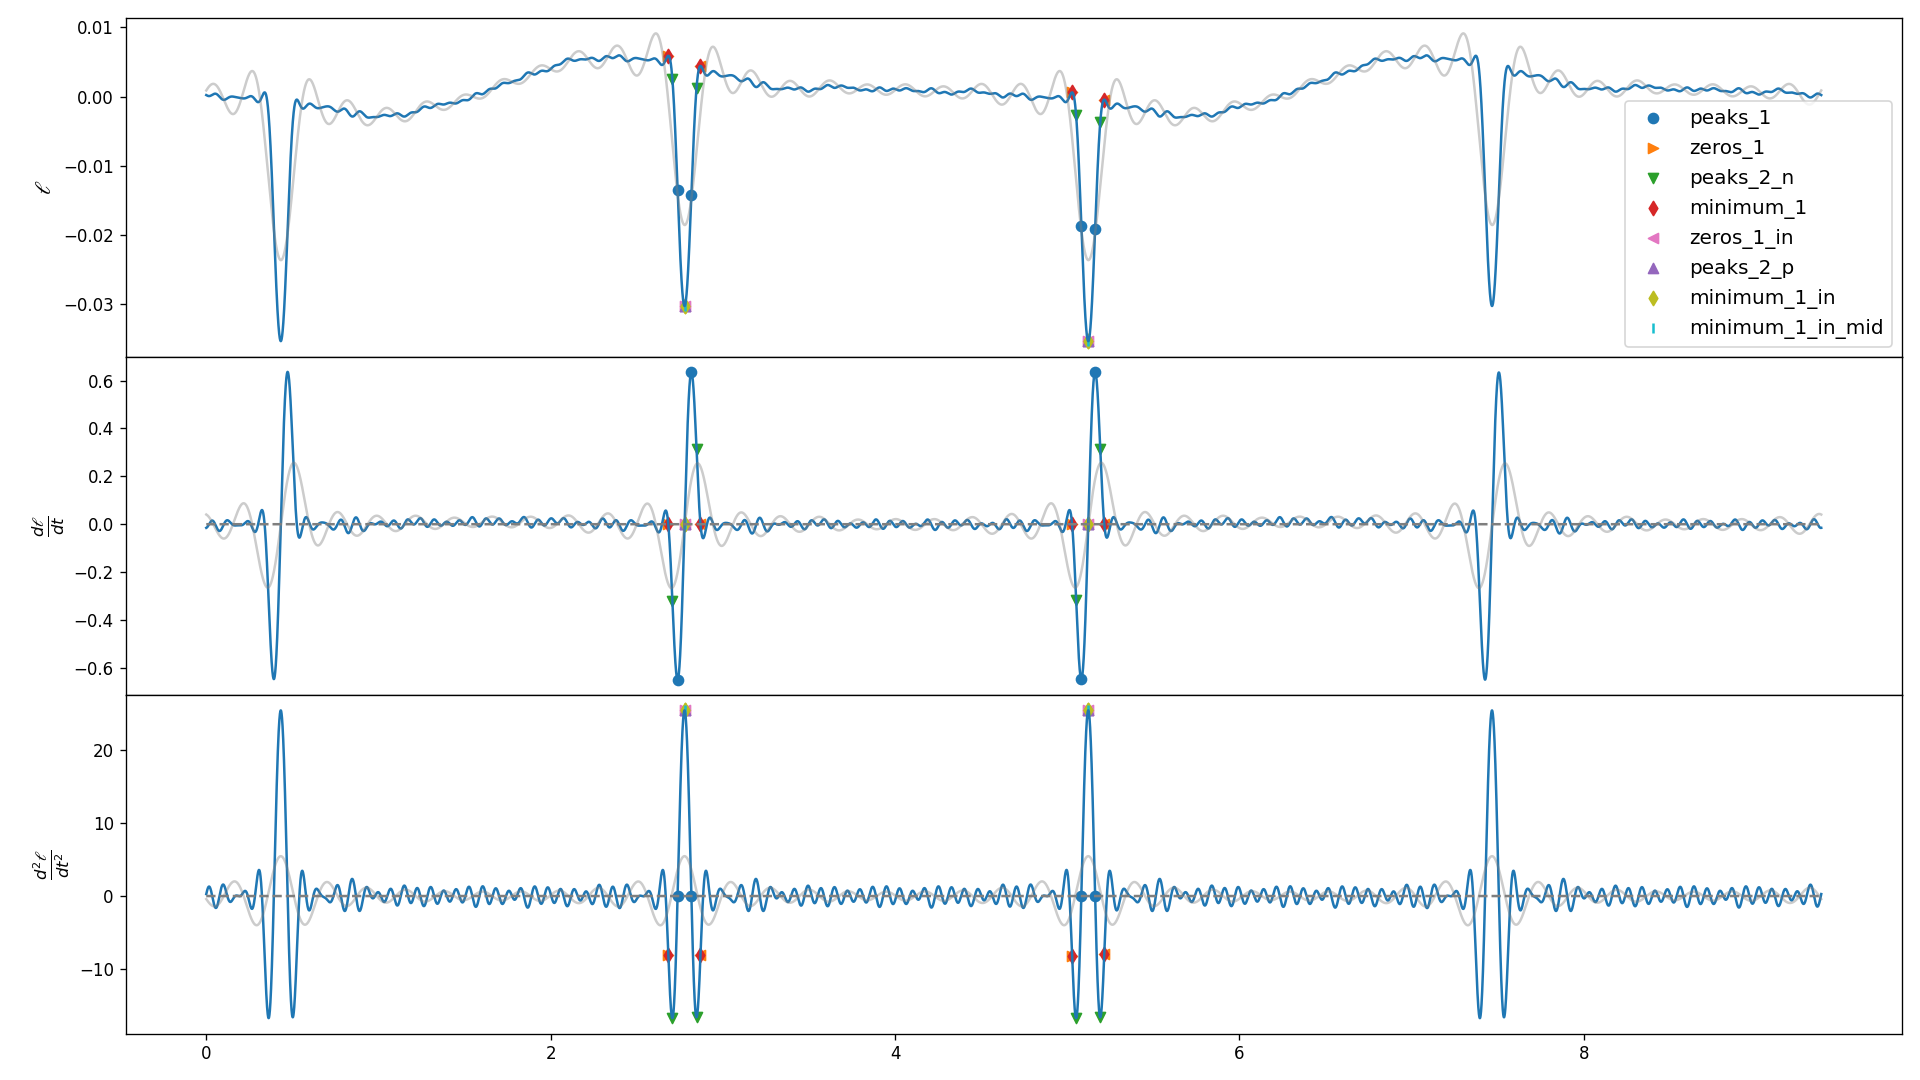 0.01
0.00
−0.01
−0.02
−0.03
ℓ
peaks_1
zeros_1
peaks_2_n
minimum_1
zeros_1_in
peaks_2_p
minimum_1_in
minimum_1_in_mid
0.6
0.4
0.2
0.0
−0.2
−0.4
−0.6
dℓ
dt
20
10
0
−10
d²ℓ
dt²
0 2 4 6 8